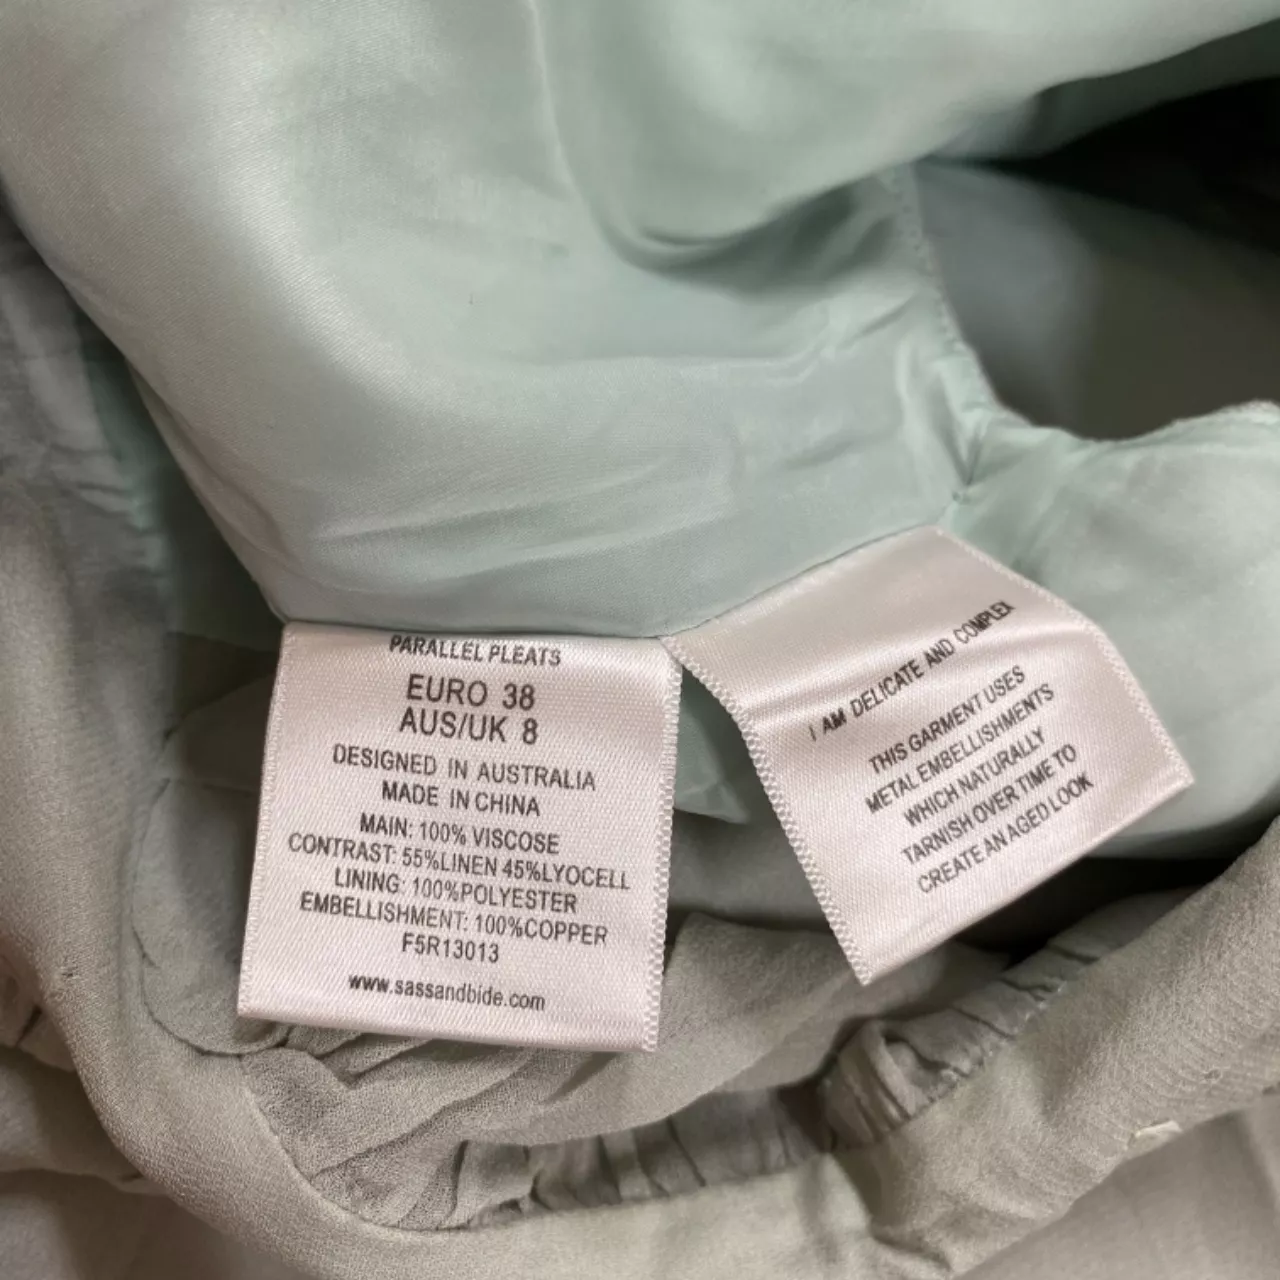 PARALLEL PLEATS
EURO 38
AUS/UK 8
DESIGNED IN AUSTRALIA
MADE IN CHINA
MAIN: 100% VISCOSE
CONTRAST: 55%LINEN 45%LYOCELL
LINING: 100%POLYESTER
EMBELLISHMENT: 100%COPPER
F5R13013
www.sassandbide.com
I AM DELICATE AND COMPLEX
THIS GARMENT USES
METAL EMBELLISHMENTS
WHICH NATURALLY
TARNISH OVER TIME TO
CREATE AN AGED LOOK